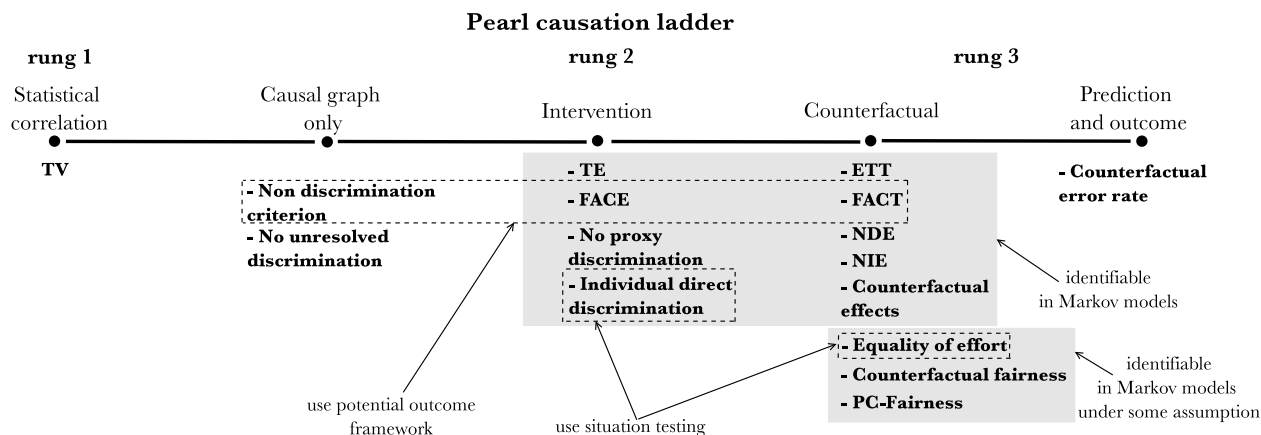 Pearl causation ladder
rung 1
rung 2
rung 3
Statistical
correlation
Causal graph
only
Intervention
Counterfactual
Prediction
and outcome
TV
- Non discrimination
criterion
- No unresolved
discrimination
- TE
- FACE
- No proxy
discrimination
- Individual direct
discrimination
- ETT
- FACT
- NDE
- NIE
- Counterfactual
effects
- Equality of effort
- Counterfactual fairness
- PC-Fairness
- Counterfactual
error rate
identifiable
in Markov models
identifiable
in Markov models
under some assumption
use potential outcome
framework
use situation testing